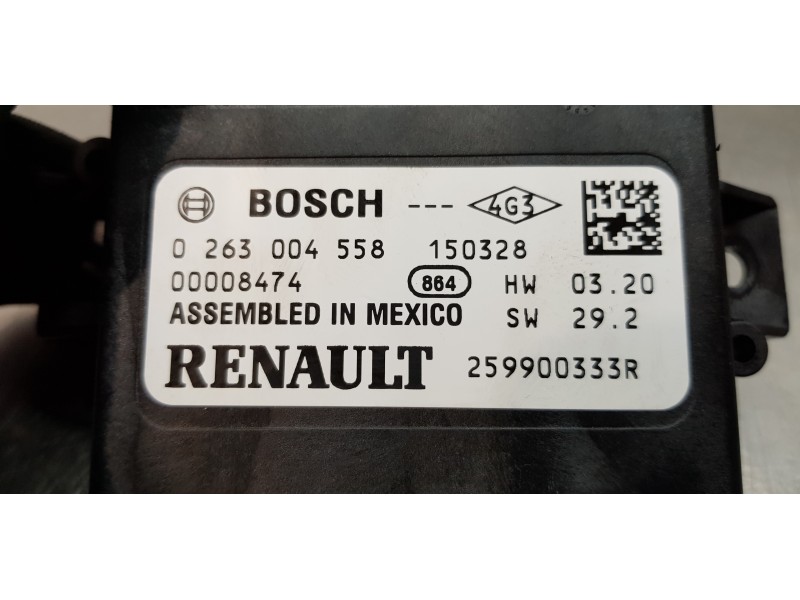 BOSCH --- 4G3
0 263 004 558 150328
00008474 864 HW 03.20
ASSEMBLED IN MEXICO SW 29.2
RENAULT 259900333R